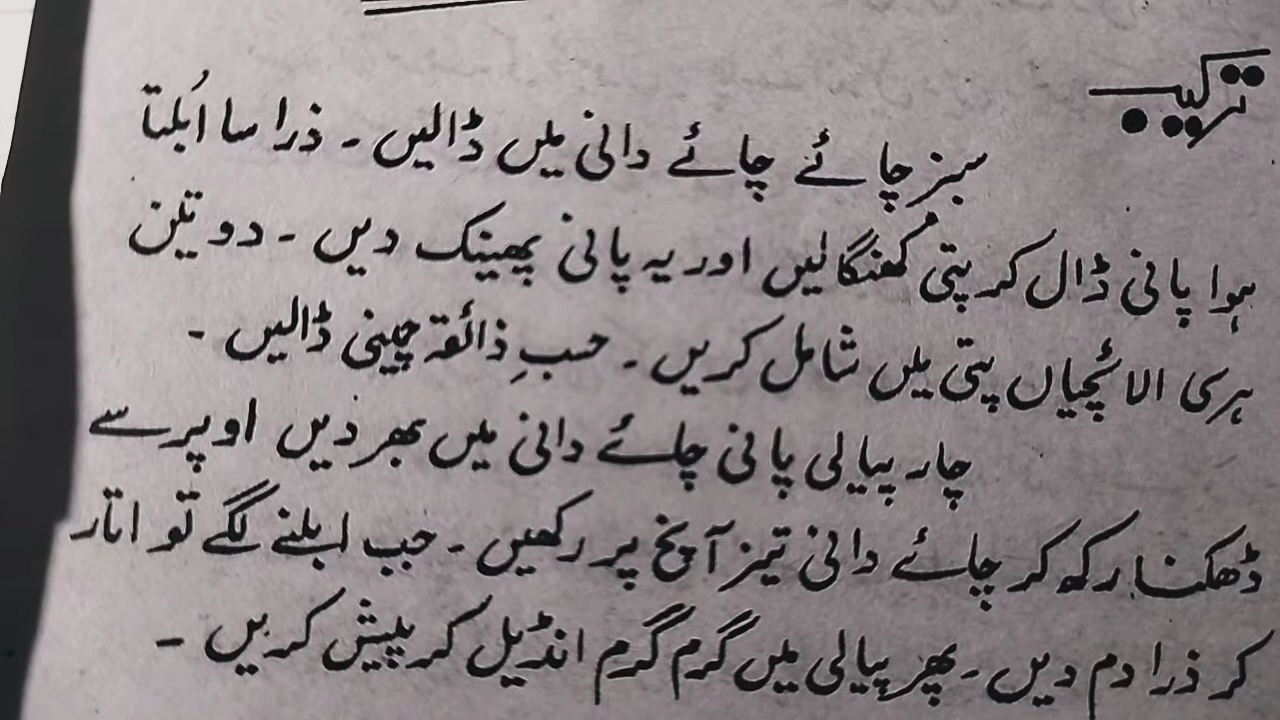 ترکیب
سبز چائے چائے دانی میں ڈالیں ۔ ذرا سا اُبلتا
ہوا پانی ڈال کر پتی کھنگالیں اور یہ پانی پھینک دیں ۔ دو تین
ہری الائچیاں پتی میں شامل کریں ۔ حسبِ ذائقہ چینی ڈالیں ۔
چار پیالی پانی چائے دانی میں بھر دیں اوپر سے
ڈھکنا رکھ کر چائے دانی تیز آنچ پر رکھیں ۔ جب ابلنے لگے تو اتار
کر ذرا دم دیں ۔ پھر پیالی میں گرم گرم انڈیل کر پیش کریں ۔